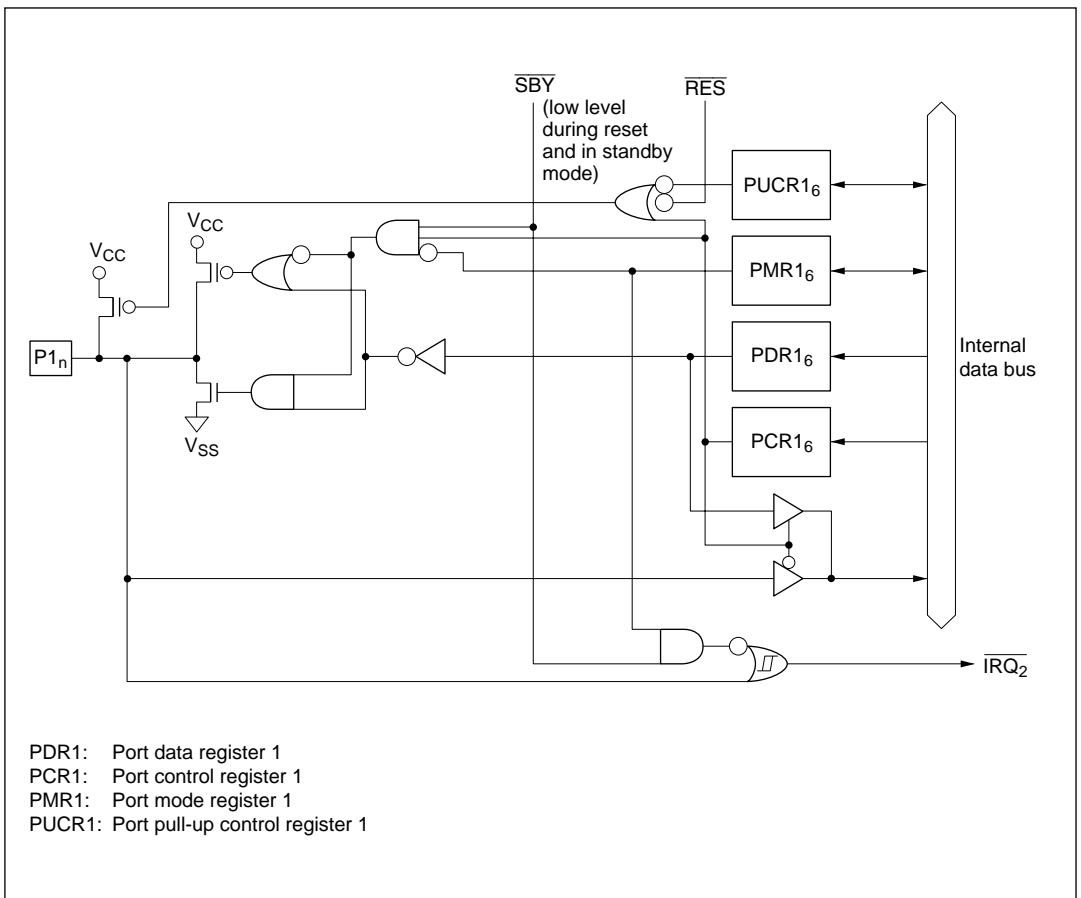 SBY
(low level
during reset
and in standby
mode)
RES
PUCR1₆
VCC
VCC
PMR1₆
P1ₙ
PDR1₆
Internal
data bus
PCR1₆
VSS
IRQ₂
PDR1: Port data register 1
PCR1: Port control register 1
PMR1: Port mode register 1
PUCR1: Port pull-up control register 1